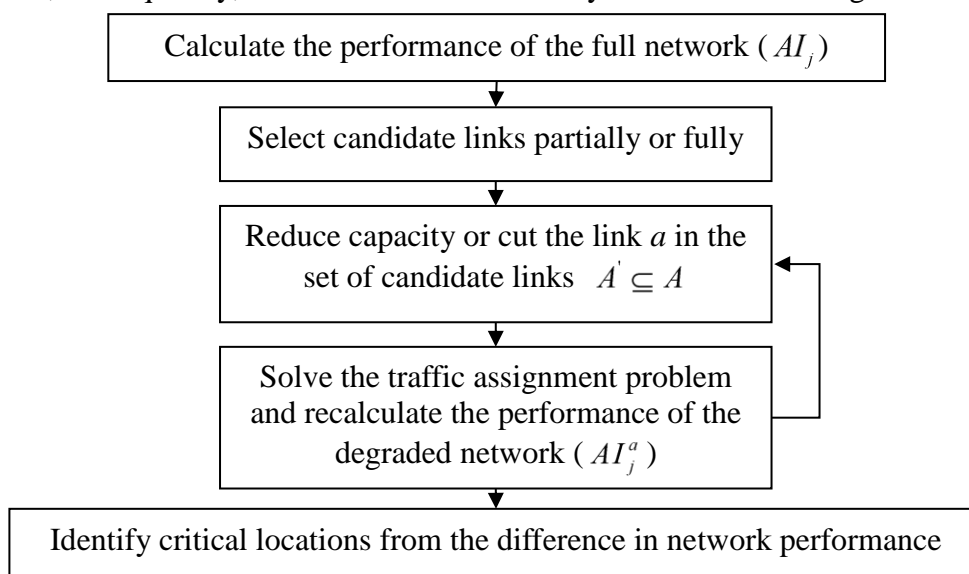 Calculate the performance of the full network ( AI_j )
Select candidate links partially or fully
Reduce capacity or cut the link a in the
set of candidate links A' ⊆ A
Solve the traffic assignment problem
and recalculate the performance of the
degraded network ( AI_j^a )
Identify critical locations from the difference in network performance